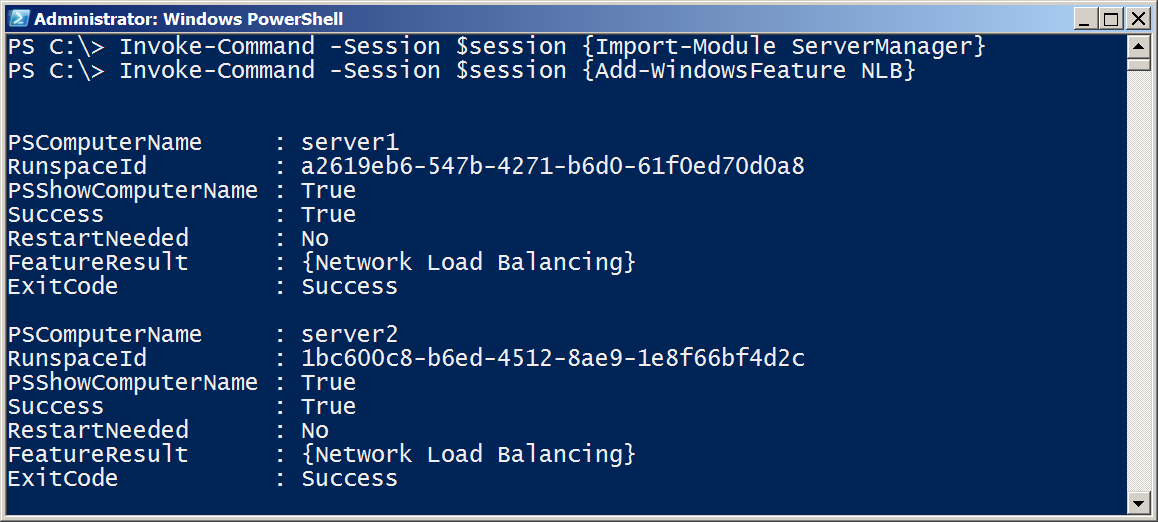 Administrator: Windows PowerShell
PS C:\> Invoke-Command -Session $session {Import-Module ServerManager}
PS C:\> Invoke-Command -Session $session {Add-WindowsFeature NLB}
PSComputerName     : server1
RunspaceId         : a2619eb6-547b-4271-b6d0-61f0ed70d0a8
PSShowComputerName : True
Success            : True
RestartNeeded      : No
FeatureResult      : {Network Load Balancing}
ExitCode           : Success
PSComputerName     : server2
RunspaceId         : 1bc600c8-b6ed-4512-8ae9-1e8f66bf4d2c
PSShowComputerName : True
Success            : True
RestartNeeded      : No
FeatureResult      : {Network Load Balancing}
ExitCode           : Success